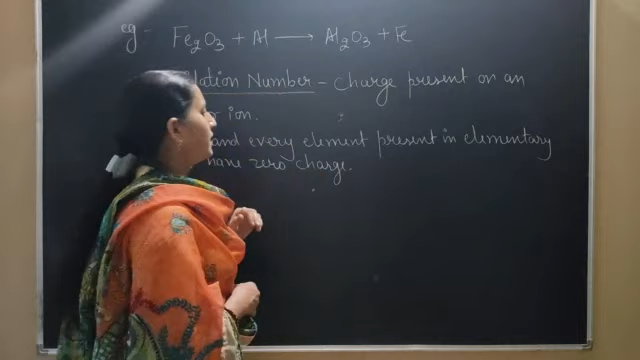 eg - Fe2O3 + Al ⟶ Al2O3 + Fe
dation Number - Charge present on an
ion.
and every element present in elementary
have zero charge.